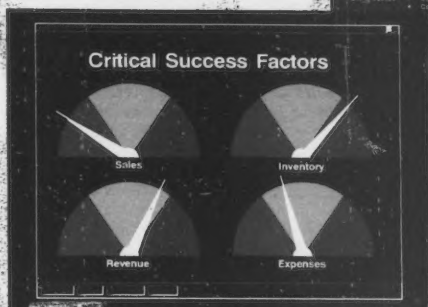 Critical Success Factors
Sales
Inventory
Revenue
Expenses